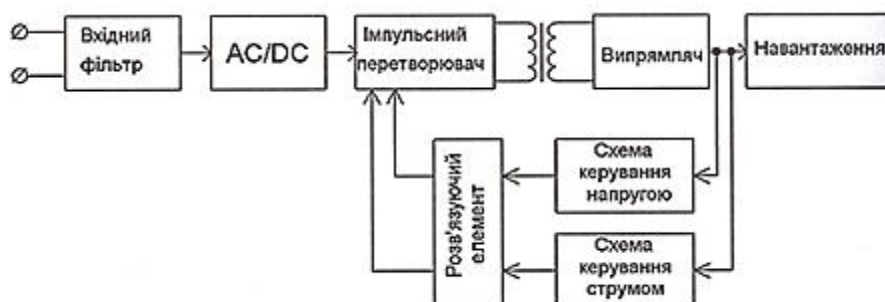 Вхідний
фільтр
AC/DC
Імпульсний
перетворювач
Випрямляч
Навантаження
Розв'язуючий
елемент
Схема
керування
напругою
Схема
керування
струмом